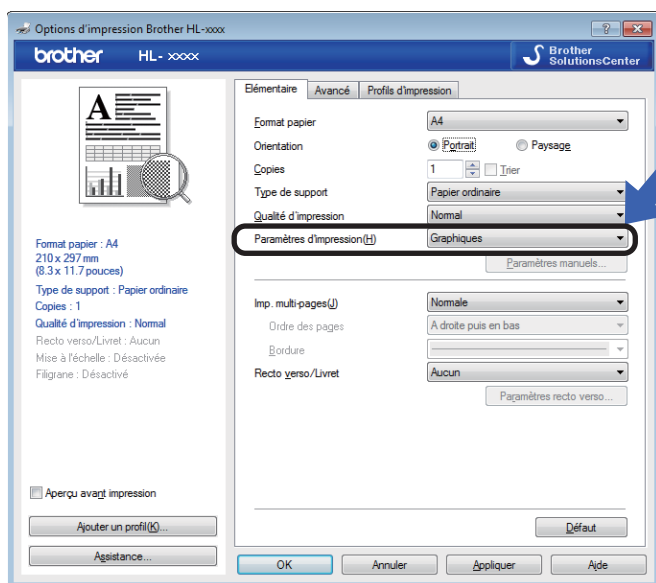 Options d'impression Brother HL-xxxx
brother HL- xxxx
Brother
SolutionsCenter
A
Format papier : A4
210 x 297 mm
(8.3 x 11.7 pouces)
Type de support : Papier ordinaire
Copies : 1
Qualité d'impression : Normal
Recto verso/Livret : Aucun
Mise à l'échelle : Désactivée
Filigrane : Désactivé
Aperçu avant impression
Ajouter un profil(K)...
Assistance...
Elémentaire Avancé Profils d'impression
Format papier A4
Orientation Portrait Paysage
Copies 1 Trier
Type de support Papier ordinaire
Qualité d'impression Normal
Paramètres d'impression(H) Graphiques
Paramètres manuels...
Imp. multi-pages(J) Normale
Ordre des pages A droite puis en bas
Bordure
Recto verso/Livret Aucun
Paramètres recto verso...
Défaut
OK Annuler Appliquer Aide